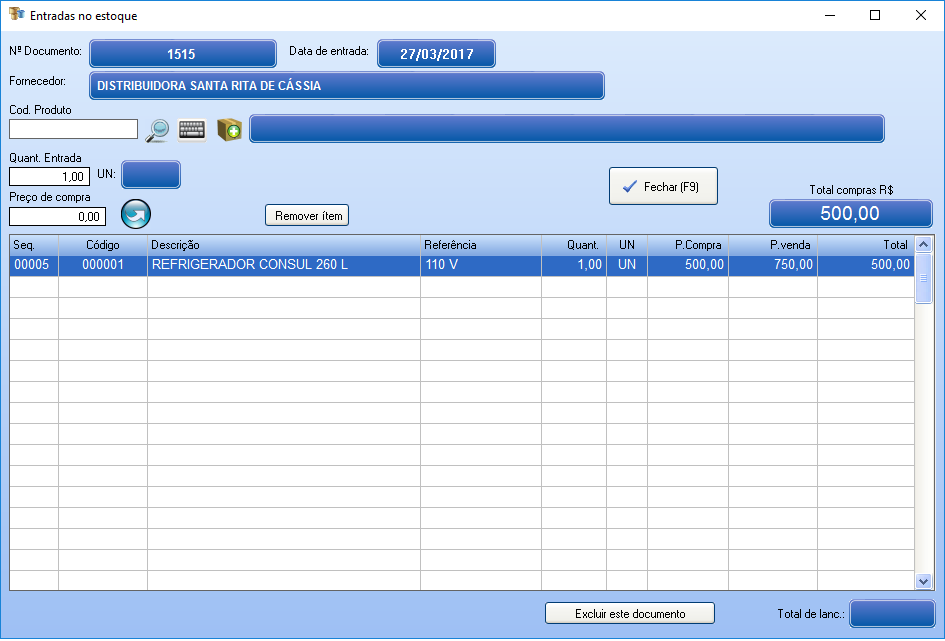 Entradas no estoque
Nº Documento: 1515 Data de entrada: 27/03/2017
Fornecedor: DISTRIBUIDORA SANTA RITA DE CÁSSIA
Cod. Produto
Quant. Entrada
1,00 UN:
Preço de compra
0,00
Remover ítem
Fechar (F9)
Total compras R$
500,00
Seq. Código Descrição Referência Quant. UN P.Compra P.venda Total
00005 000001 REFRIGERADOR CONSUL 260 L 110 V 1,00 UN 500,00 750,00 500,00
Excluir este documento Total de lanc.: